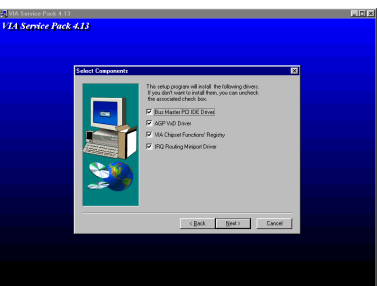 VIA Service Pack 4.13
VIA Service Pack 4.13
Select Components
This setup program will install the following drivers.
If you don't want to install them, you can uncheck
the associated check box.
Bus Master PCI IDE Driver
AGP VxD Driver
VIA Chipset Functions' Registry
IRQ Routing Miniport Driver
< Back
Next >
Cancel